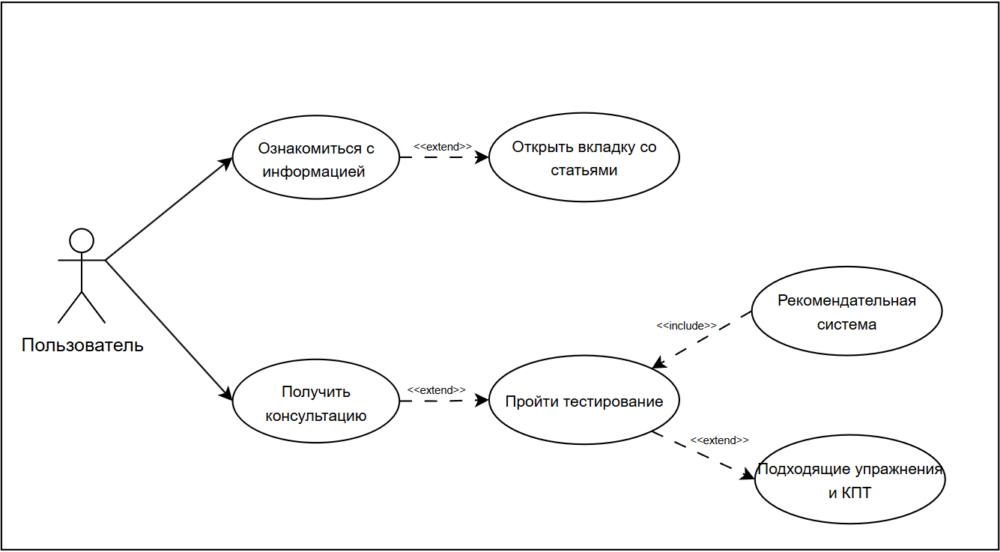 Ознакомиться с
информацией
<<extend>>
Открыть вкладку со
статьями
Пользователь
Рекомендательная
система
<<include>>
Получить
консультацию
<<extend>>
Пройти тестирование
<<extend>>
Подходящие упражнения
и КПТ